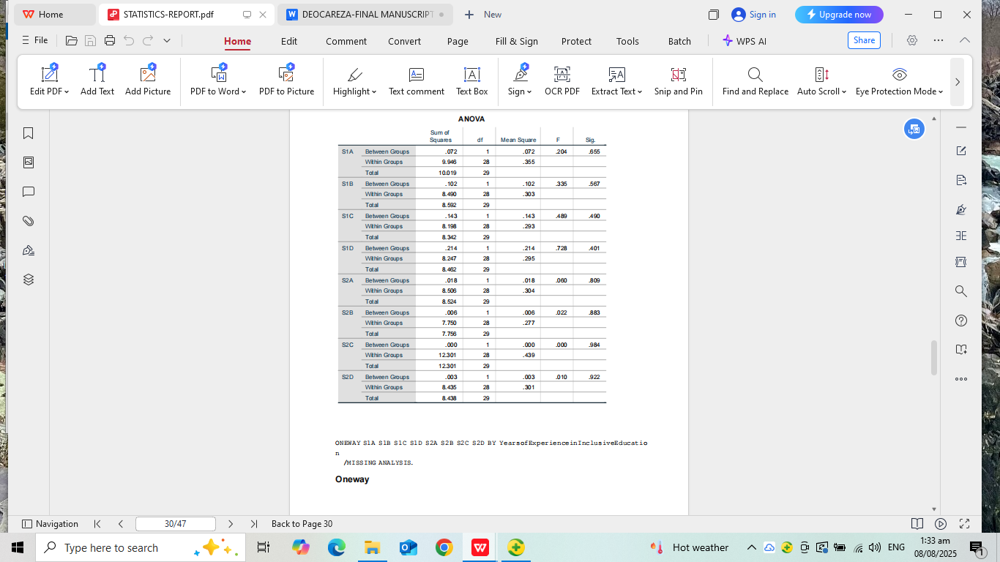 Home STATISTICS-REPORT.pdf DEOCAREZA-FINAL MANUSCRIPT New Sign in Upgrade now
File Home Edit Comment Convert Page Fill & Sign Protect Tools Batch WPS AI Share
Edit PDF Add Text Add Picture PDF to Word PDF to Picture Highlight Text comment Text Box Sign OCR PDF Extract Text Snip and Pin Find and Replace Auto Scroll Eye Protection Mode
ANOVA
Sum of
Squares df Mean Square F Sig.
S1A Between Groups .072 1 .072 .204 .655
Within Groups 9.946 28 .355
Total 10.019 29
S1B Between Groups .102 1 .102 .335 .567
Within Groups 8.490 28 .303
Total 8.592 29
S1C Between Groups .143 1 .143 .489 .490
Within Groups 8.198 28 .293
Total 8.342 29
S1D Between Groups .214 1 .214 .728 .401
Within Groups 8.247 28 .295
Total 8.462 29
S2A Between Groups .018 1 .018 .060 .809
Within Groups 8.506 28 .304
Total 8.524 29
S2B Between Groups .006 1 .006 .022 .883
Within Groups 7.750 28 .277
Total 7.756 29
S2C Between Groups .000 1 .000 .000 .984
Within Groups 12.301 28 .439
Total 12.301 29
S2D Between Groups .003 1 .003 .010 .922
Within Groups 8.435 28 .301
Total 8.438 29
ONEWAY S1A S1B S1C S1D S2A S2B S2C S2D BY YearsofExperienceinInclusiveEducatio
n
/MISSING ANALYSIS.
Oneway
Navigation 30/47 Back to Page 30
Type here to search Hot weather ENG 1:33 am
08/08/2025 1